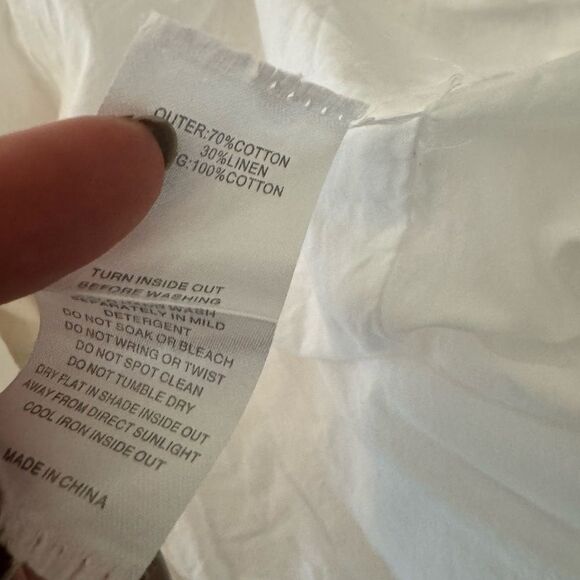 OUTER:70%COTTON
30%LINEN
G:100%COTTON
TURN INSIDE OUT
BEFORE WASHING
WASH
SEPARATELY IN MILD
DETERGENT
DO NOT SOAK OR BLEACH
DO NOT WRING OR TWIST
DO NOT SPOT CLEAN
DO NOT TUMBLE DRY
DRY FLAT IN SHADE INSIDE OUT
AWAY FROM DIRECT SUNLIGHT
COOL IRON INSIDE OUT
MADE IN CHINA